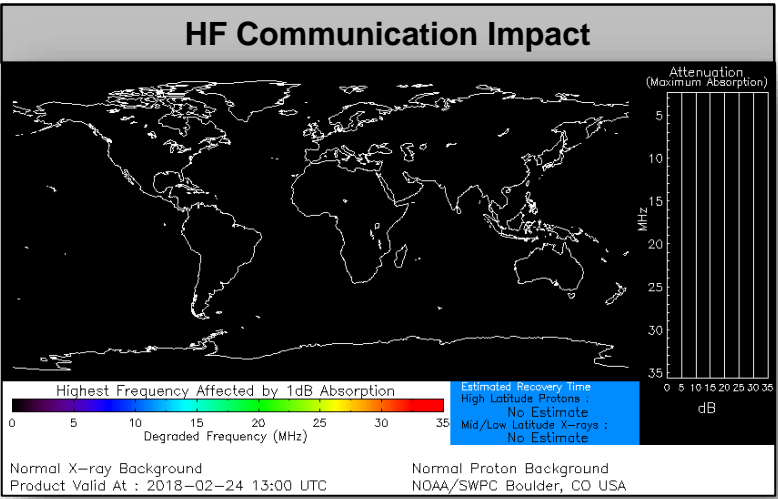 HF Communication Impact
Attenuation
(Maximum Absorption)
5
10
15
20
25
30
35
MHz
0 5 10 15 20 25 30 35
dB
Highest Frequency Affected by 1dB Absorption
0 5 10 15 20 25 30 35
Degraded Frequency (MHz)
Estimated Recovery Time
High Latitude Protons :
No Estimate
Mid/Low Latitude X-rays :
No Estimate
Normal X-ray Background
Normal Proton Background
Product Valid At : 2018-02-24 13:00 UTC
NOAA/SWPC Boulder, CO USA